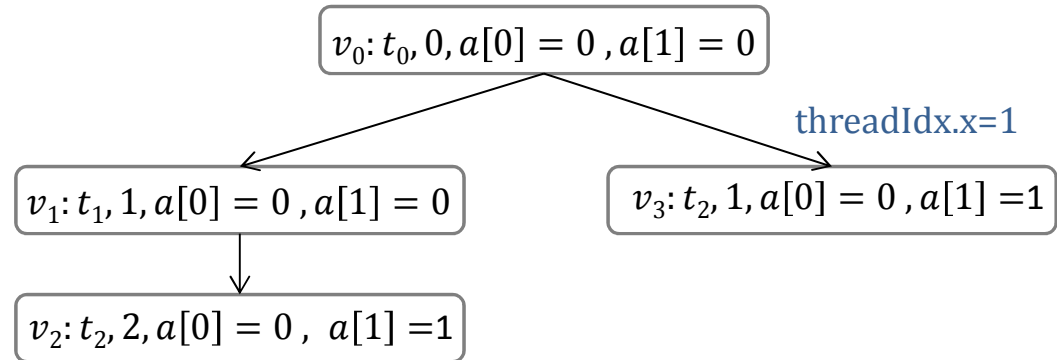 v₀: t₀, 0, a[0] = 0 , a[1] = 0
threadIdx.x=1
v₁: t₁, 1, a[0] = 0 , a[1] = 0
v₃: t₂, 1, a[0] = 0 , a[1] =1
v₂: t₂, 2, a[0] = 0 , a[1] =1